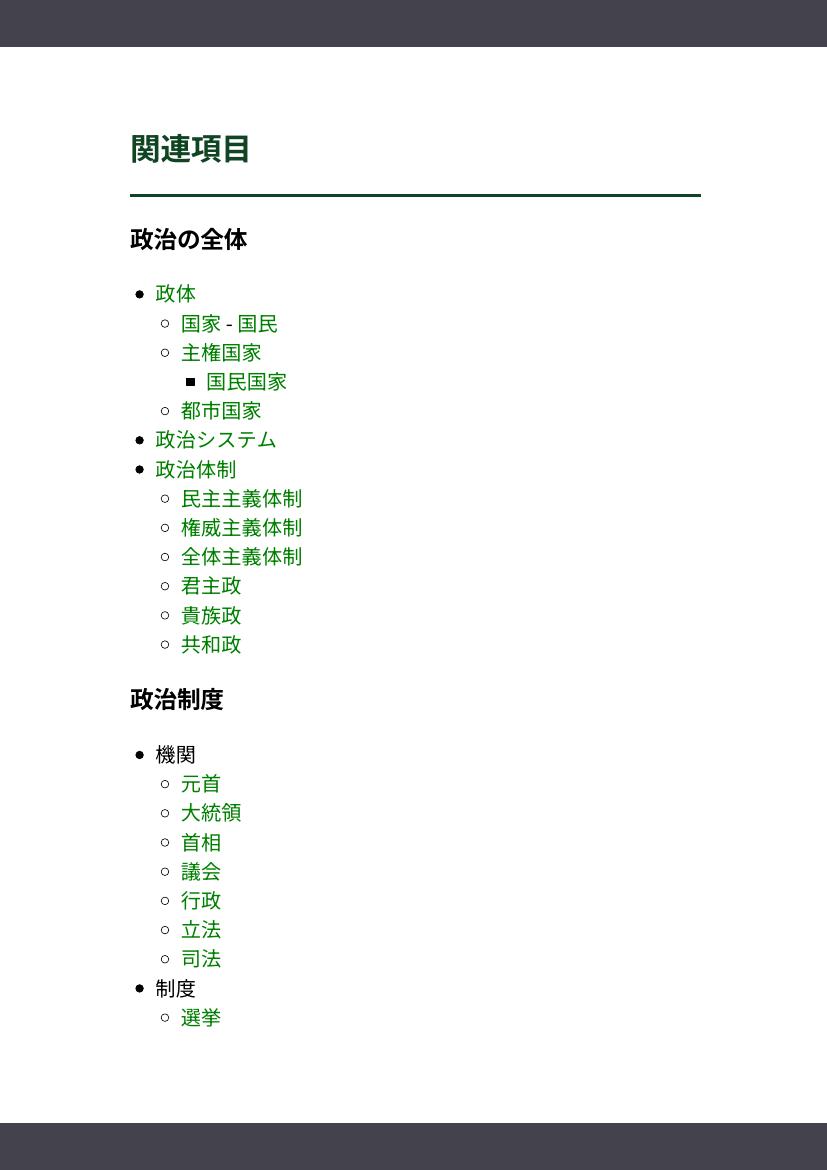 関連項目
政治の全体
政体
国家 - 国民
主権国家
国民国家
都市国家
政治システム
政治体制
民主主義体制
権威主義体制
全体主義体制
君主政
貴族政
共和政
政治制度
機関
元首
大統領
首相
議会
行政
立法
司法
制度
選挙